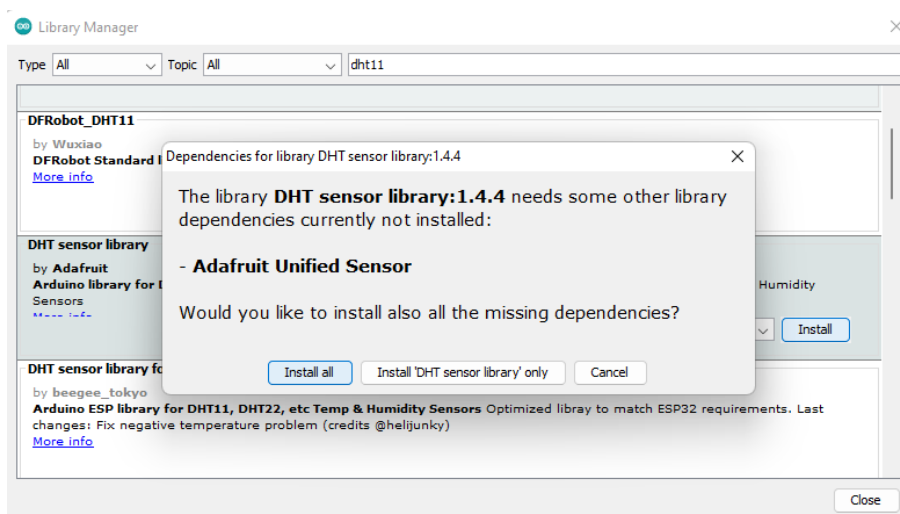 Library Manager
Type All Topic All dht11
DFRobot_DHT11
by Wuxiao
DFRobot Standard l
More info
Dependencies for library DHT sensor library:1.4.4
The library DHT sensor library:1.4.4 needs some other library
dependencies currently not installed:
- Adafruit Unified Sensor
Would you like to install also all the missing dependencies?
Install all Install 'DHT sensor library' only Cancel
DHT sensor library
by Adafruit
Arduino library for Humidity
Sensors
More info
Install
DHT sensor library fo
by beegee_tokyo
Arduino ESP library for DHT11, DHT22, etc Temp & Humidity Sensors Optimized libray to match ESP32 requirements. Last
changes: Fix negative temperature problem (credits @helijunky)
More info
Close